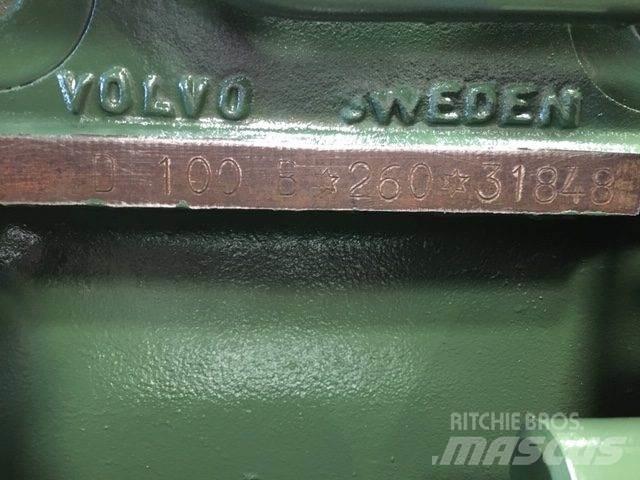 VOLVO SWEDEN
D 100 B ☆260☆31848
RITCHIE BROS.
MASCUS